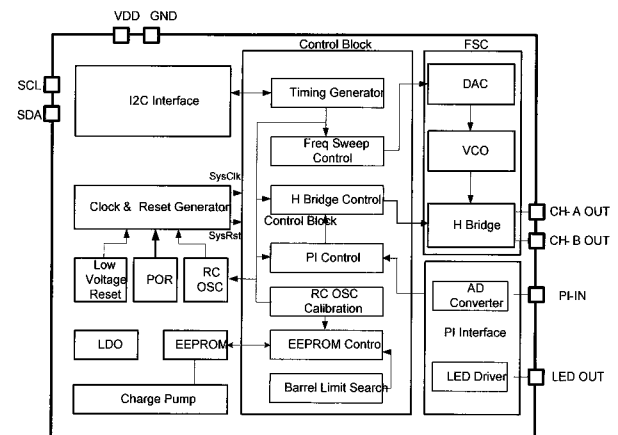 VDD GND
Control Block
FSC
SCL
SDA
I2C Interface
Timing Generator
DAC
Freq Sweep
Control
VCO
SysClk
Clock & Reset Generator
H Bridge Control
H Bridge
CH- A OUT
CH- B OUT
Control Block
SysRst
Low
Voltage
Reset
POR
RC
OSC
PI Control
AD
Converter
PI-IN
RC OSC
Calibration
PI Interface
LDO
EEPROM
EEPROM Control
LED Driver
LED OUT
Barrel Limit Search
Charge Pump